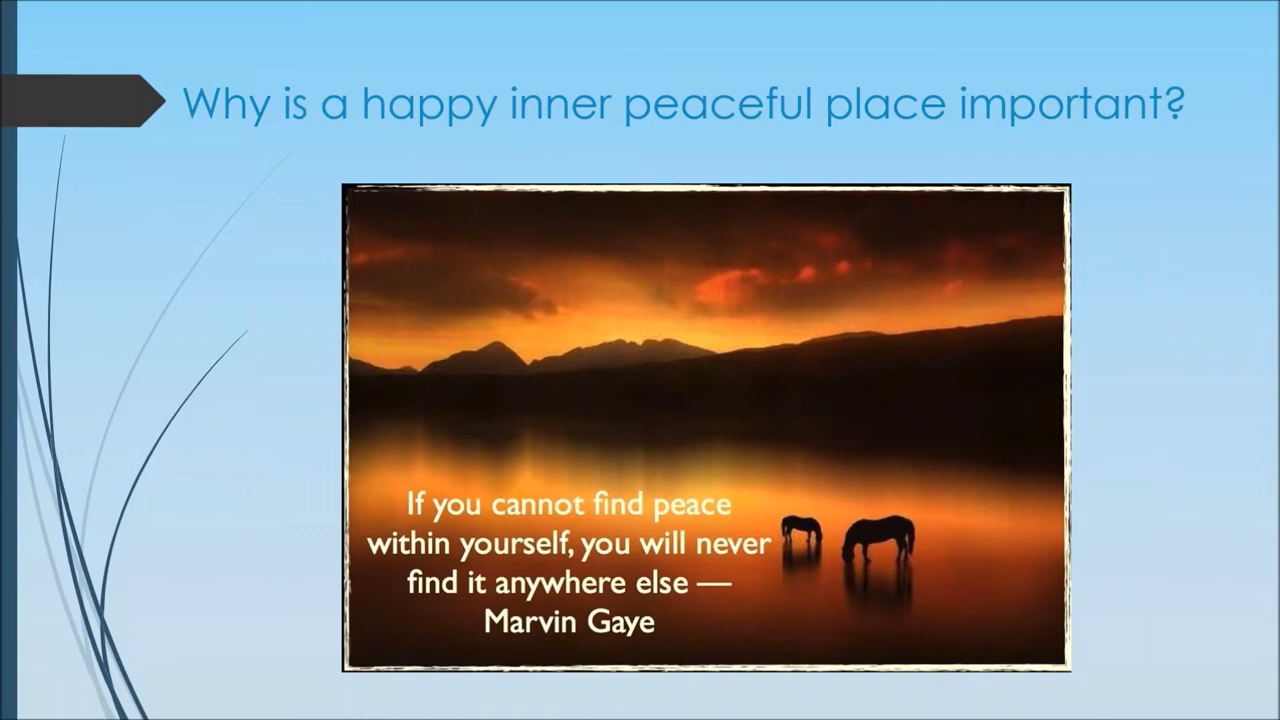 Why is a happy inner peaceful place important?
If you cannot find peace
within yourself, you will never
find it anywhere else —
Marvin Gaye